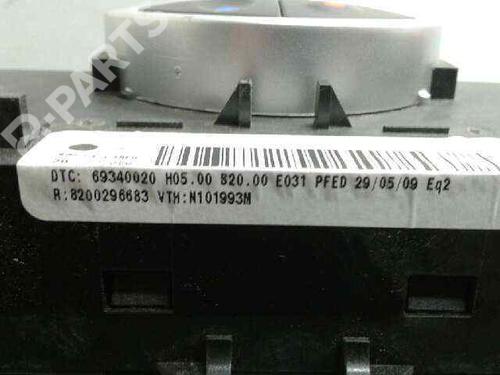 B-PARTS
DTC: 69340020 H05.00 820.00 E031 PFED 29/05/09 Eq2
R:8200296683 VTH:N101993M